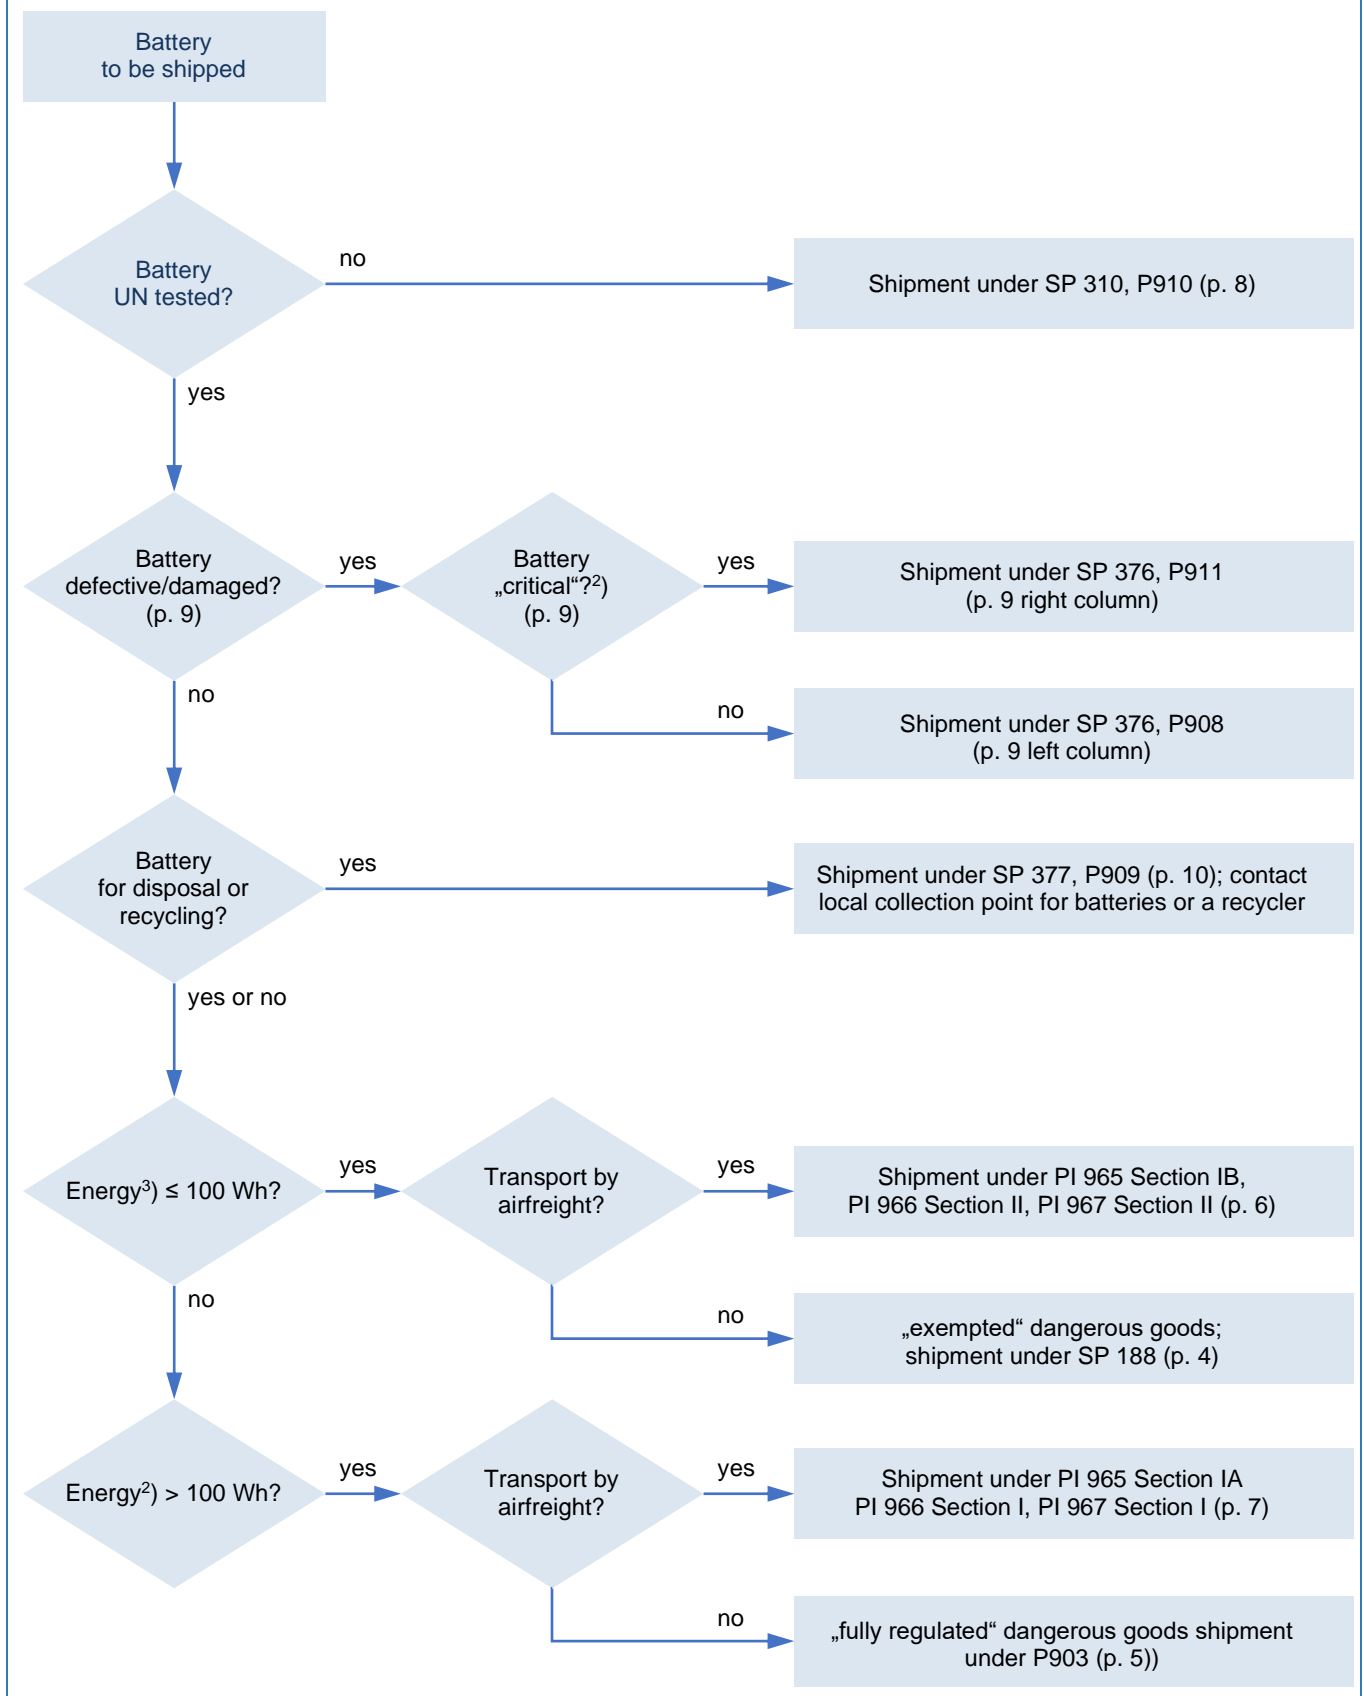 Battery
to be shipped
Battery
UN tested?
no
Shipment under SP 310, P910 (p. 8)
yes
Battery
defective/damaged?
(p. 9)
yes
Battery
„critical“?²)
(p. 9)
yes
Shipment under SP 376, P911
(p. 9 right column)
no
no
Shipment under SP 376, P908
(p. 9 left column)
Battery
for disposal or
recycling?
yes
Shipment under SP 377, P909 (p. 10); contact
local collection point for batteries or a recycler
yes or no
Energy³) ≤ 100 Wh?
yes
Transport by
airfreight?
yes
Shipment under PI 965 Section IB,
PI 966 Section II, PI 967 Section II (p. 6)
no
no
„exempted“ dangerous goods;
shipment under SP 188 (p. 4)
Energy²) > 100 Wh?
yes
Transport by
airfreight?
yes
Shipment under PI 965 Section IA
PI 966 Section I, PI 967 Section I (p. 7)
no
„fully regulated“ dangerous goods shipment
under P903 (p. 5))